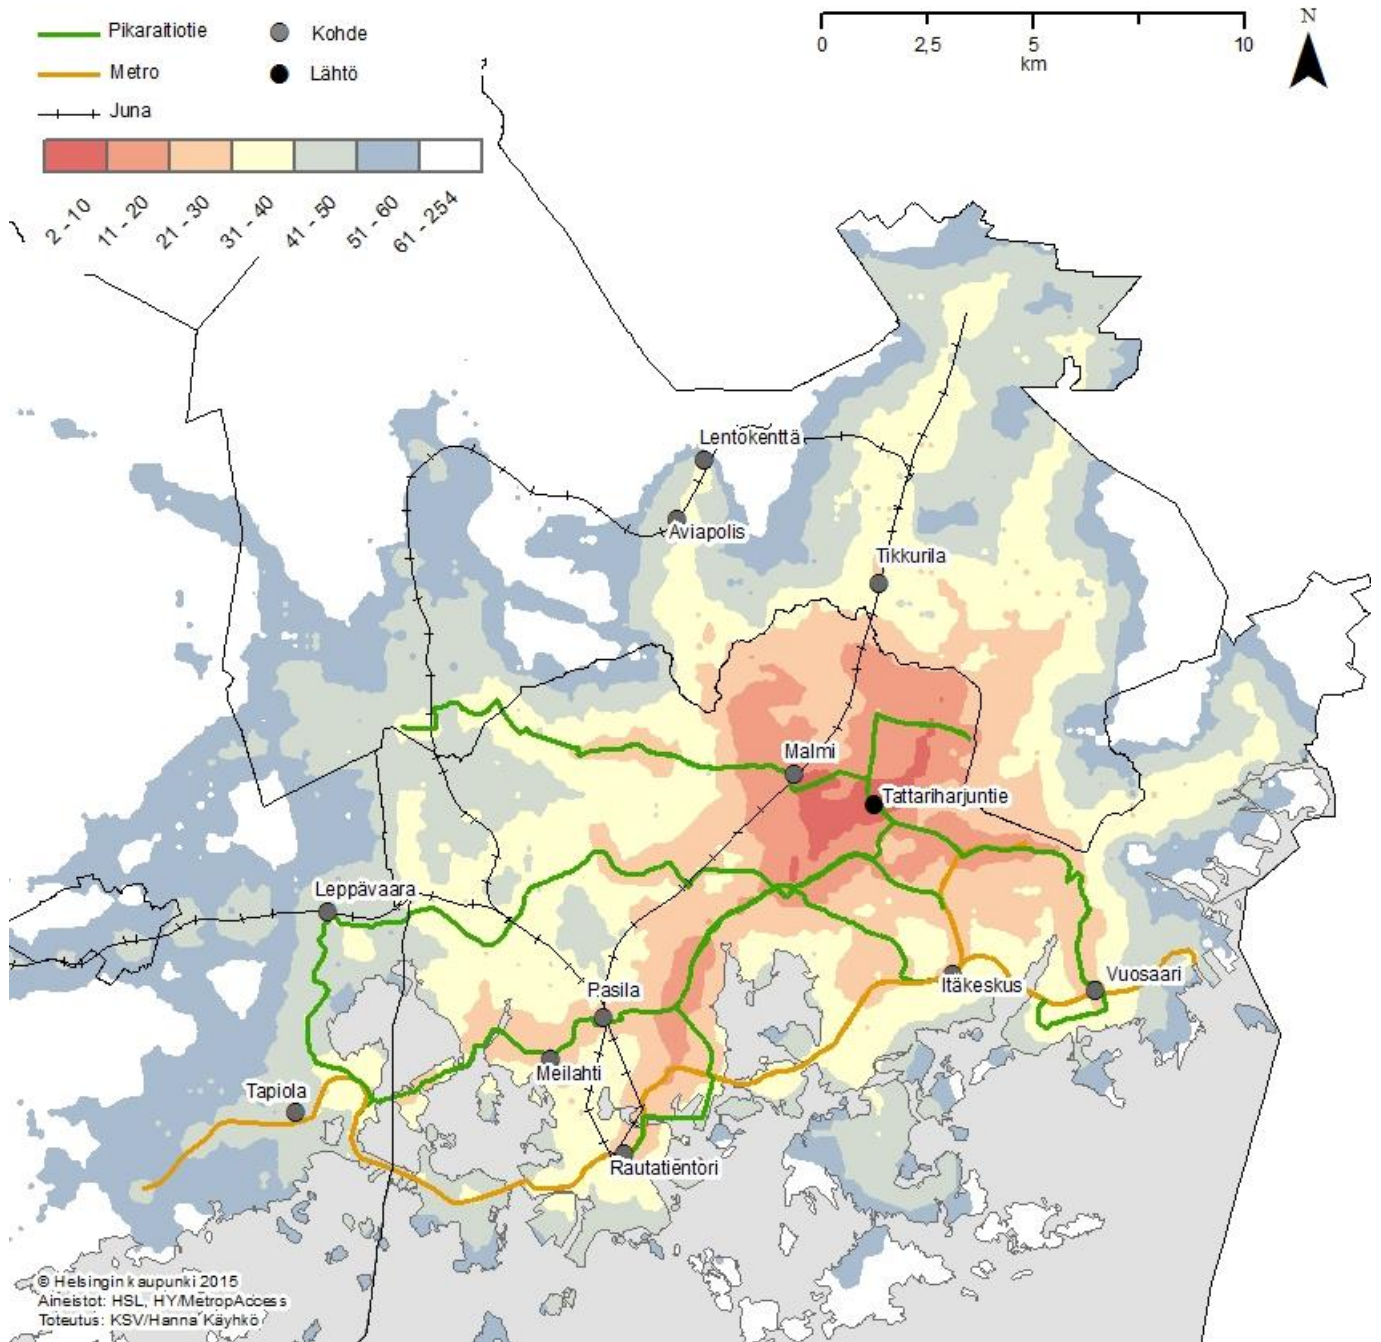 Pikaraitiotie
Kohde
Metro
Lähtö
Juna
0 2,5 5 10
km
N
2 - 10
11 - 20
21 - 30
31 - 40
41 - 50
51 - 60
61 - 254
Lentokenttä
Aviapolis
Tikkurila
Malmi
Tattariharjuntie
Leppävaara
Pasila
Itäkeskus
Vuosaari
Meilahti
Tapiola
Rautatientori
© Helsingin kaupunki 2015
Aineistot: HSL, HY/MetropAccess
Toteutus: KSV/Hanna Käyhkö